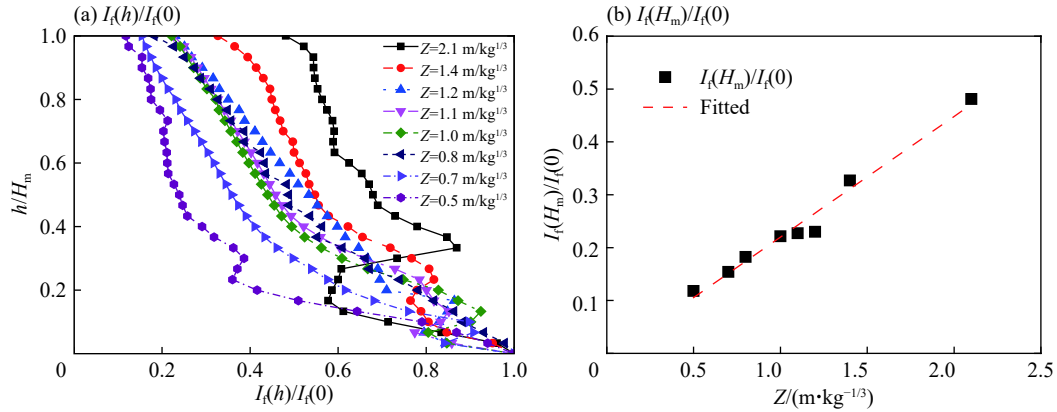 (a) I_f(h)/I_f(0)
1.0
0.8
0.6
0.4
0.2
0
h/H_m
0
0.2
0.4
0.6
0.8
1.0
I_f(h)/I_f(0)
Z=2.1 m/kg^1/3
Z=1.4 m/kg^1/3
Z=1.2 m/kg^1/3
Z=1.1 m/kg^1/3
Z=1.0 m/kg^1/3
Z=0.8 m/kg^1/3
Z=0.7 m/kg^1/3
Z=0.5 m/kg^1/3
(b) I_f(H_m)/I_f(0)
0.6
0.5
0.4
0.3
0.2
0.1
0
I_f(H_m)/I_f(0)
I_f(H_m)/I_f(0)
Fitted
0.5
1.0
1.5
2.0
2.5
Z/(m·kg^−1/3)